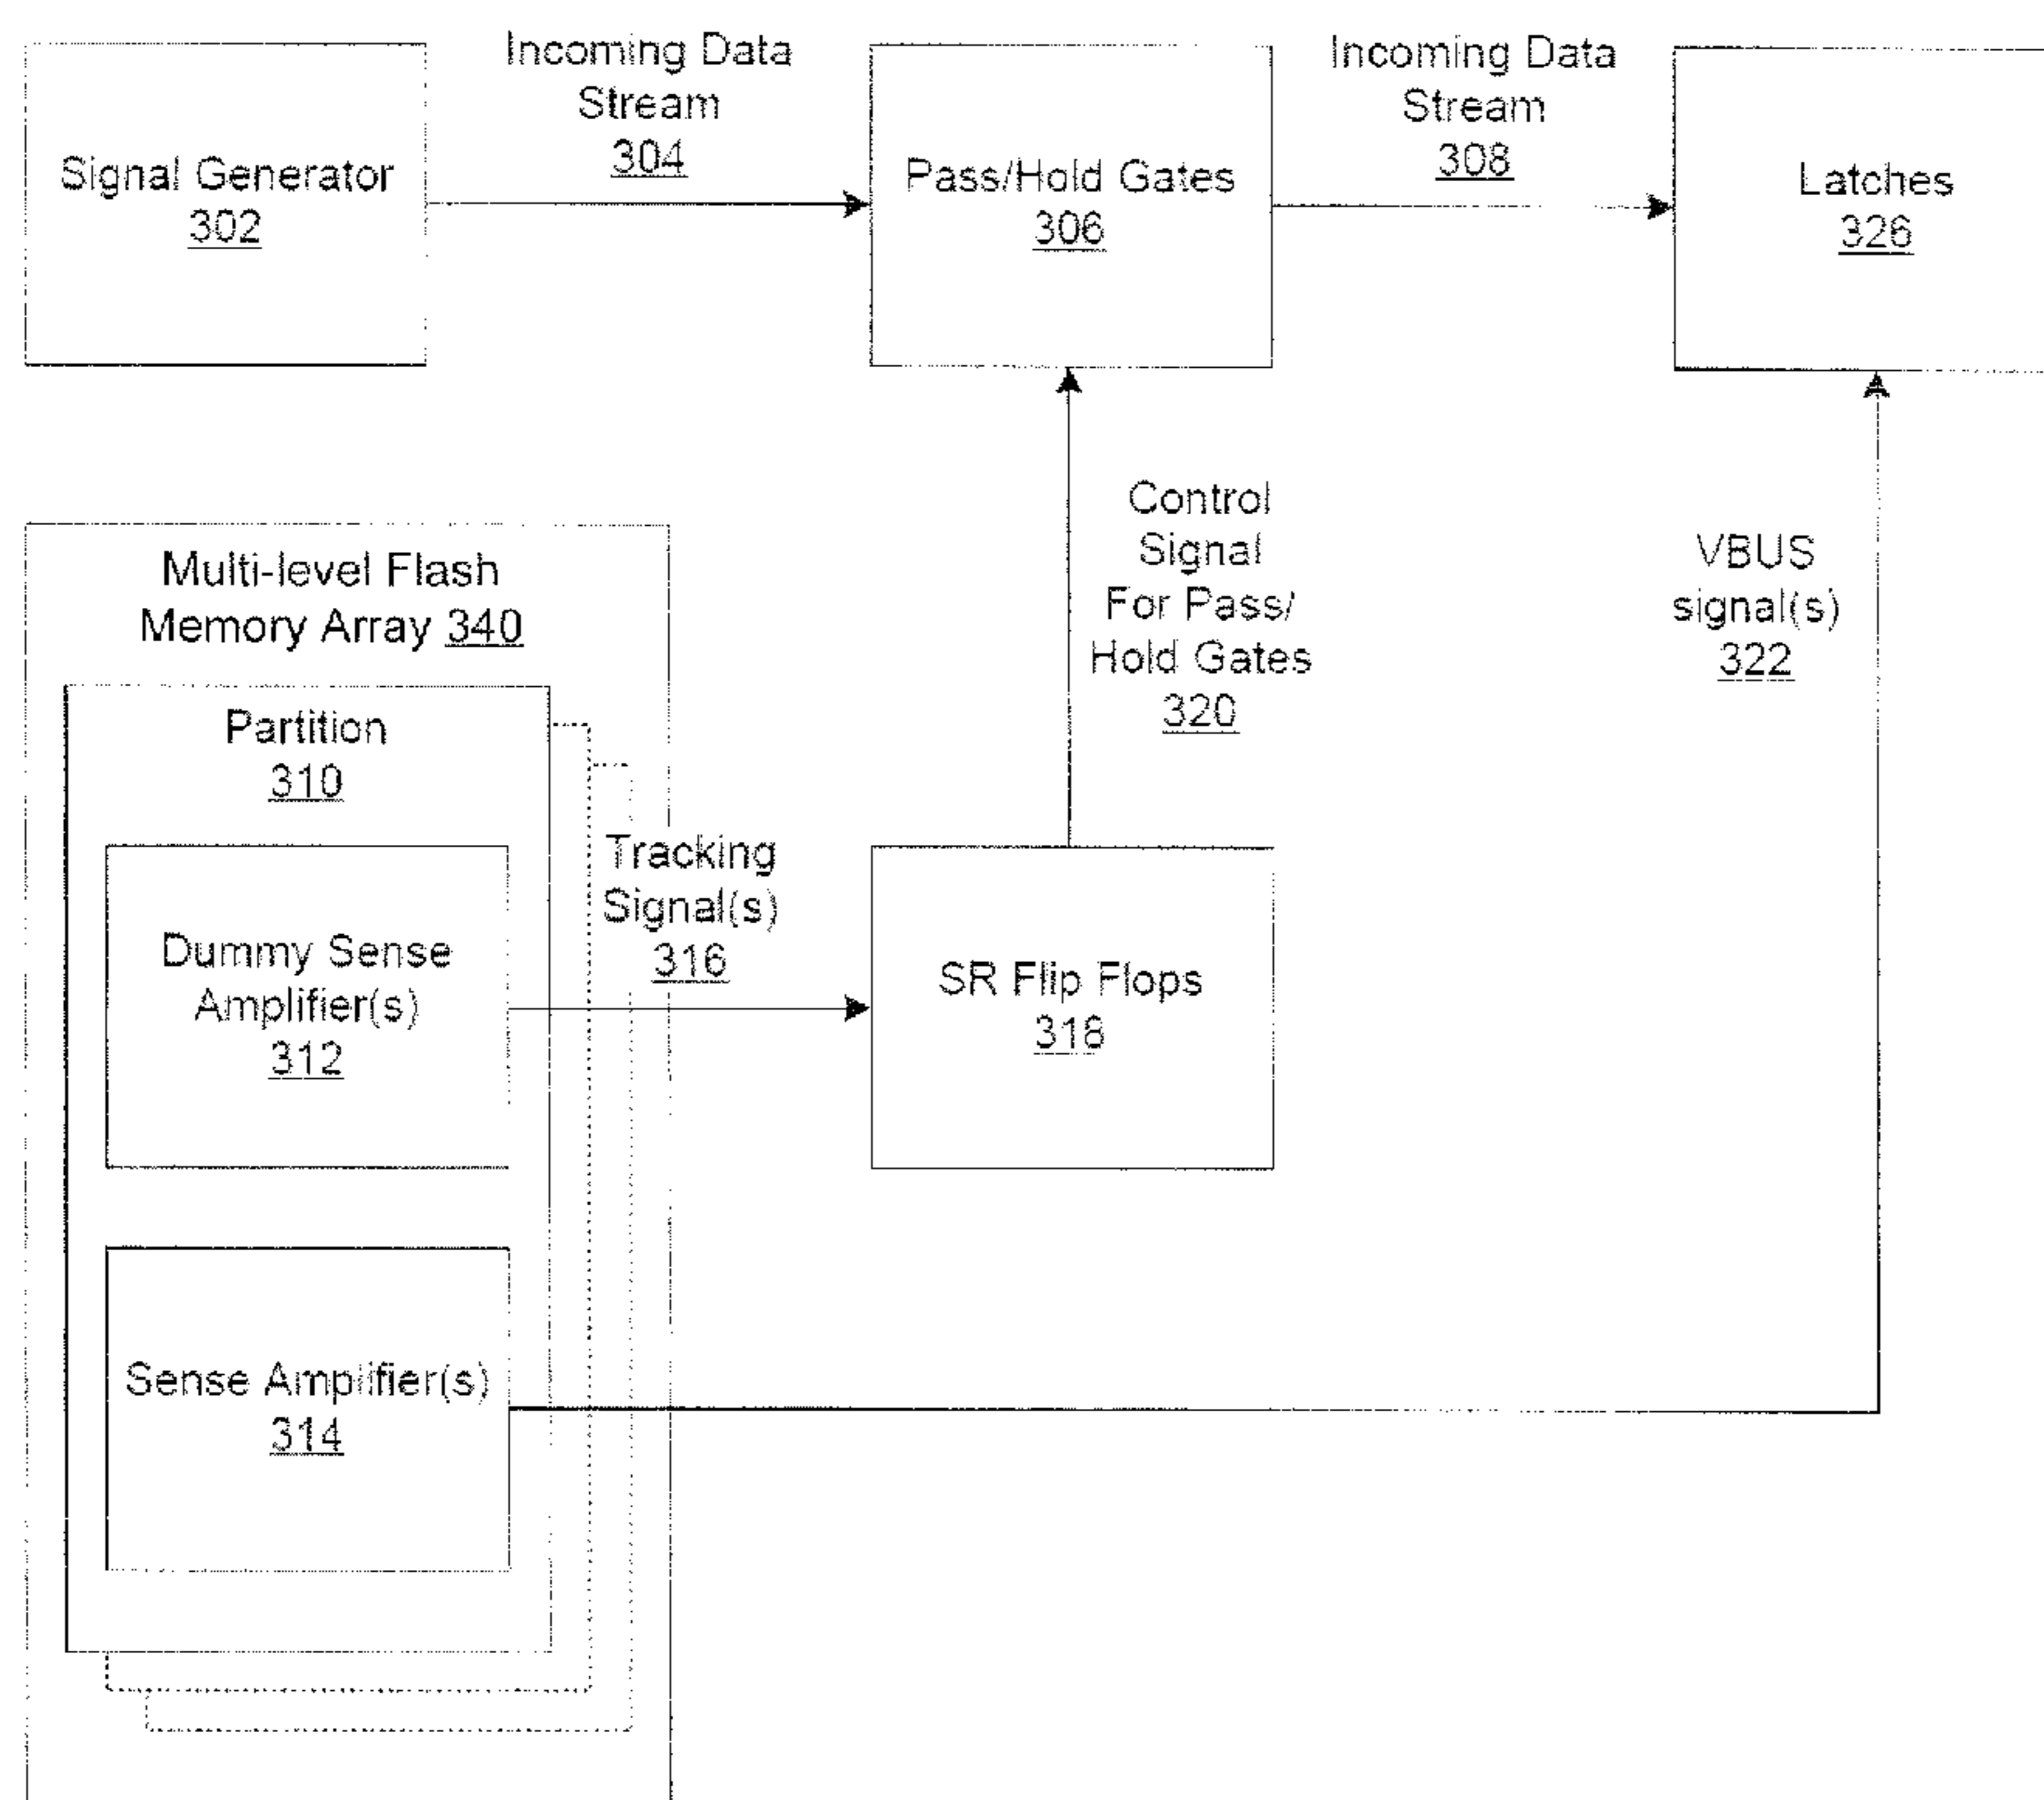 Incoming Data
Stream
304
Incoming Data
Stream
308
Signal Generator
302
Pass/Hold Gates
306
Latches
326
Control
Signal
For Pass/
Hold Gates
320
VBUS
signal(s)
322
Multi-level Flash
Memory Array 340
Partition
310
Tracking
Signal(s)
316
Dummy Sense
Amplifier(s)
312
SR Flip Flops
318
Sense Amplifier(s)
314